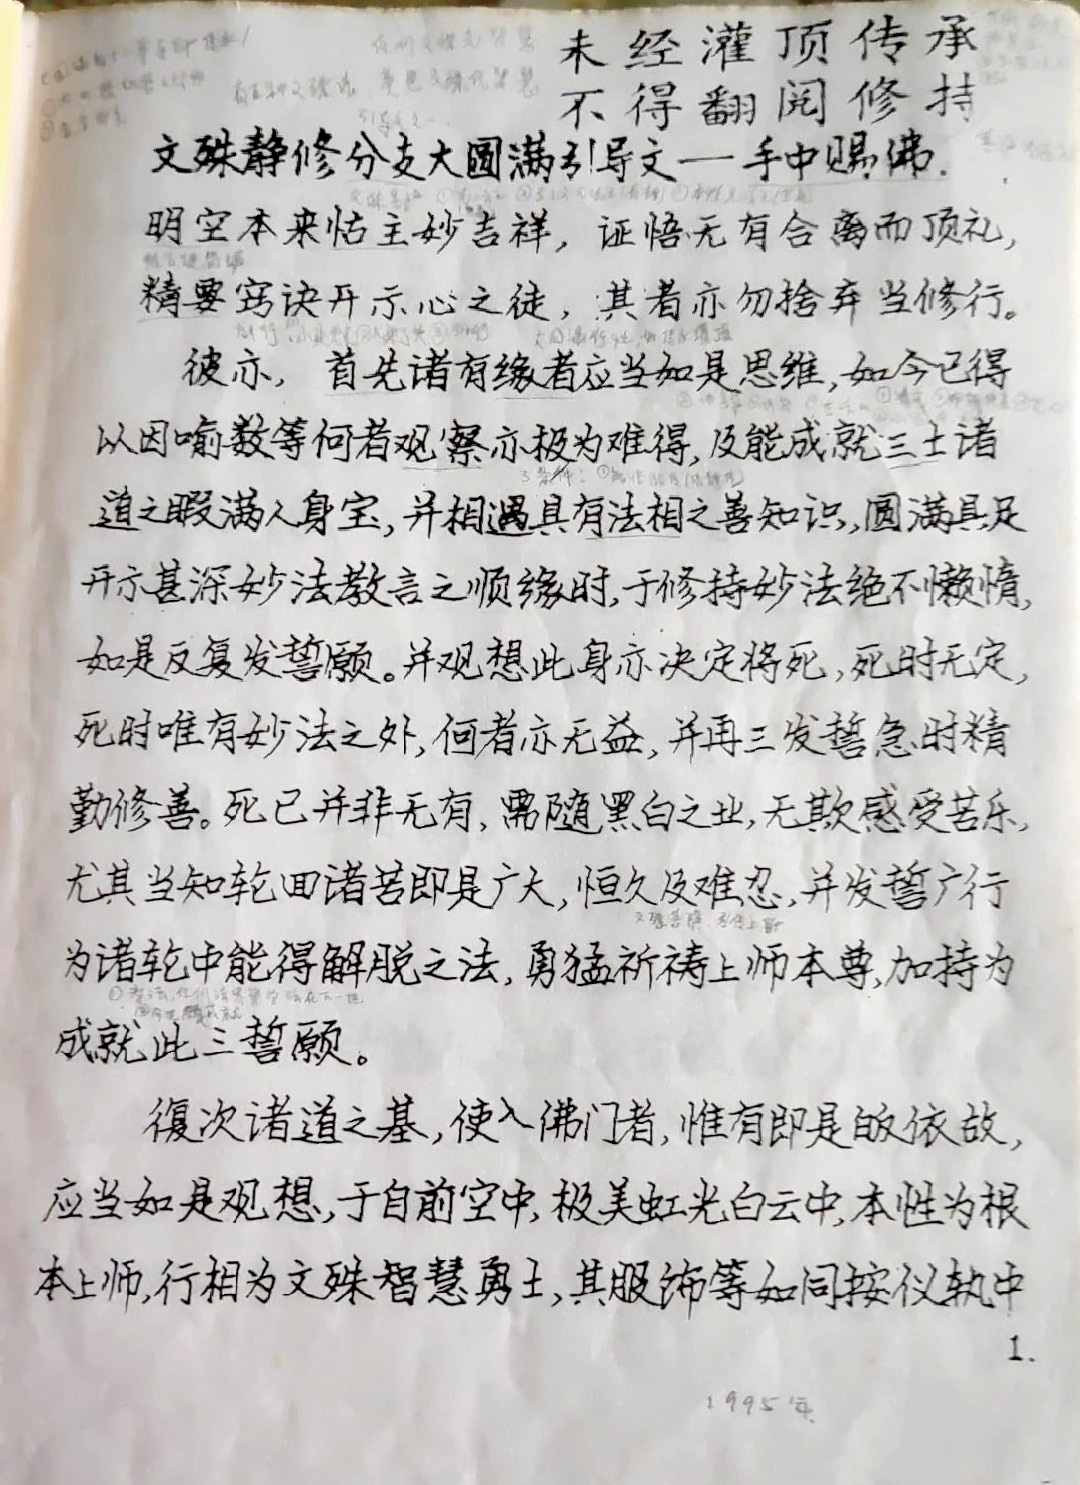 未经灌顶传承
不得翻阅修持
文殊静修分支大圆满引导文——手中赐佛.
明空本来怙主妙吉祥，证悟无有合离而顶礼，
精要窍诀开示心之徒，其者亦勿捨弃当修行。
彼亦，首先诸有缘者应当如是思维，如今已得
以因喻数等何者观察亦极为难得，及能成就三士诸
道之暇满人身宝，并相遇具有法相之善知识，圆满具足
开示甚深妙法教言之顺缘时，于修持妙法绝不懒惰，
如是反复发誓愿。并观想此身亦决定将死，死时无定，
死时唯有妙法之外，何者亦无益，并再三发誓急时精
勤修善。死已并非无有，需随黑白之业，无欺感受苦乐，
尤其当知轮回诸苦即是广大，恒久及难忍，并发誓广行
为诸轮中能得解脱之法，勇猛祈祷上师本尊，加持为
成就此三誓愿。
復次诸道之基，使入佛门者，惟有即是皈依故，
应当如是观想，于自前空中，极美虹光白云中，本性为根
本上师，行相为文殊智慧勇士，其服饰等如同按仪轨中
1.
1995年